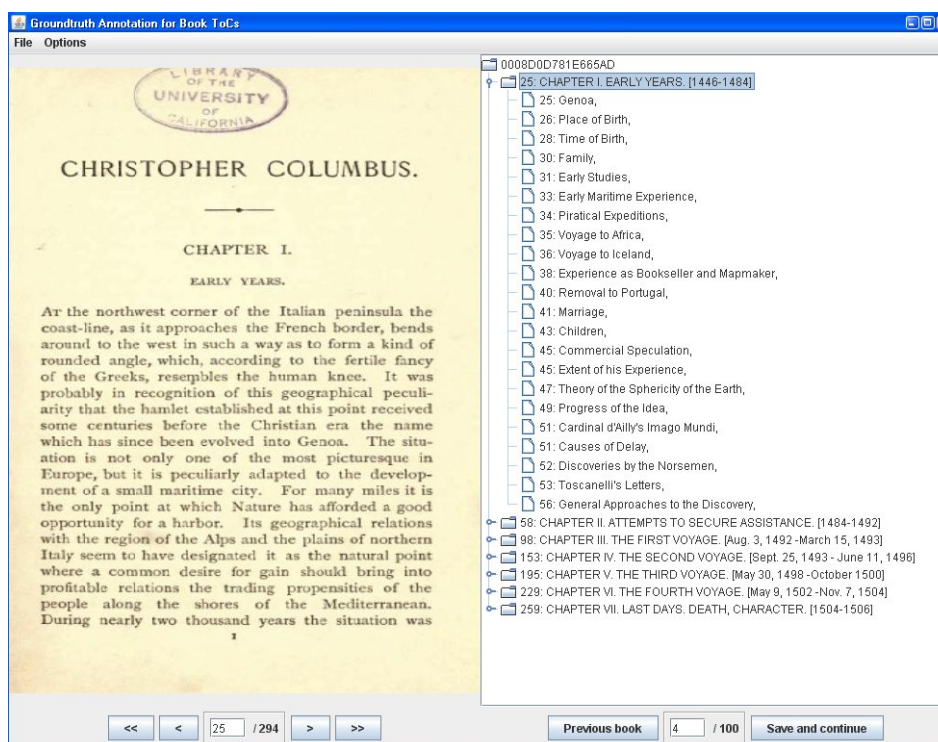 Groundtruth Annotation for Book ToCs
File Options
LIBRARY
OF THE
UNIVERSITY
OF
CALIFORNIA
CHRISTOPHER COLUMBUS.
CHAPTER I.
EARLY YEARS.
AT the northwest corner of the Italian peninsula the
coast-line, as it approaches the French border, bends
around to the west in such a way as to form a kind of
rounded angle, which, according to the fertile fancy
of the Greeks, resembles the human knee. It was
probably in recognition of this geographical peculi-
arity that the hamlet established at this point received
some centuries before the Christian era the name
which has since been evolved into Genoa. The situ-
ation is not only one of the most picturesque in
Europe, but it is peculiarly adapted to the develop-
ment of a small maritime city. For many miles it is
the only point at which Nature has afforded a good
opportunity for a harbor. Its geographical relations
with the region of the Alps and the plains of northern
Italy seem to have designated it as the natural point
where a common desire for gain should bring into
profitable relations the trading propensities of the
people along the shores of the Mediterranean.
During nearly two thousand years the situation was
1
<< < 25 / 294 > >>
0008D0D781E665AD
25: CHAPTER I. EARLY YEARS. [1446-1484]
25: Genoa,
26: Place of Birth,
28: Time of Birth,
30: Family,
31: Early Studies,
33: Early Maritime Experience,
34: Piratical Expeditions,
35: Voyage to Africa,
36: Voyage to Iceland,
38: Experience as Bookseller and Mapmaker,
40: Removal to Portugal,
41: Marriage,
43: Children,
45: Commercial Speculation,
45: Extent of his Experience,
47: Theory of the Sphericity of the Earth,
49: Progress of the Idea,
51: Cardinal d'Ailly's Imago Mundi,
51: Causes of Delay,
52: Discoveries by the Norsemen,
53: Toscanelli's Letters,
56: General Approaches to the Discovery,
58: CHAPTER II. ATTEMPTS TO SECURE ASSISTANCE. [1484-1492]
98: CHAPTER III. THE FIRST VOYAGE. [Aug. 3, 1492 -March 15, 1493]
153: CHAPTER IV. THE SECOND VOYAGE. [Sept. 25, 1493 - June 11, 1496]
195: CHAPTER V. THE THIRD VOYAGE. [May 30, 1498 -October 1500]
229: CHAPTER VI. THE FOURTH VOYAGE. [May 9, 1502 -Nov. 7, 1504]
259: CHAPTER VII. LAST DAYS. DEATH, CHARACTER. [1504-1506]
Previous book 4 / 100 Save and continue